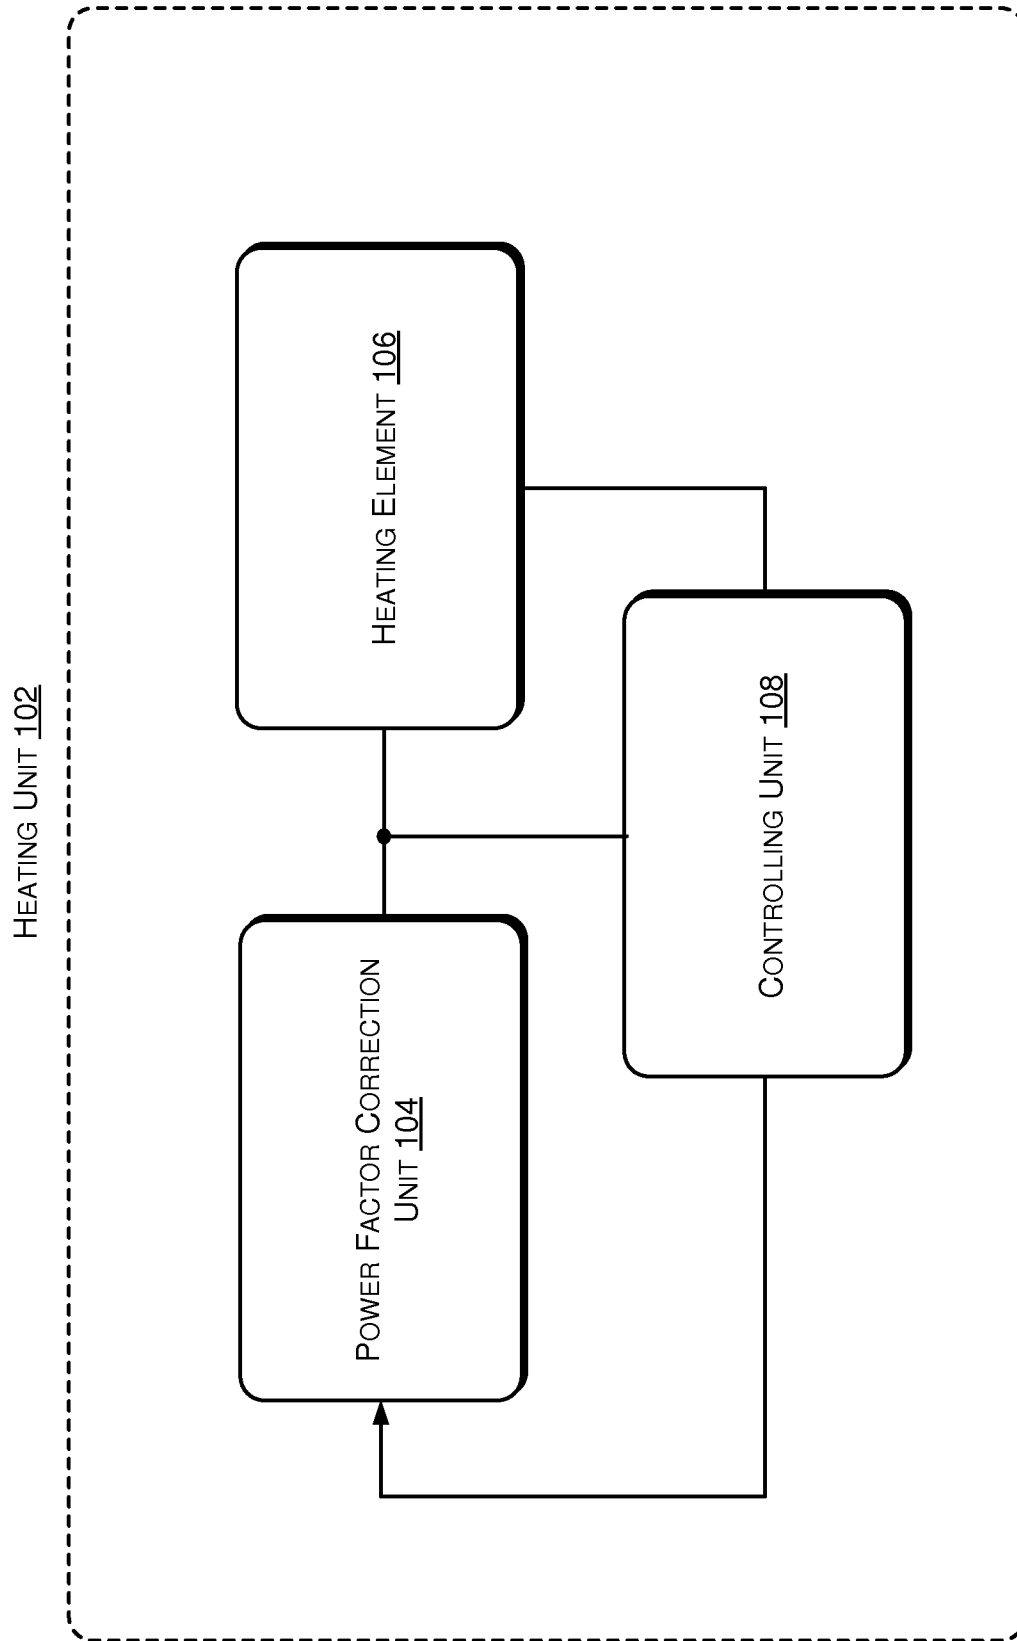 HEATING UNIT 102
POWER FACTOR CORRECTION
UNIT 104
HEATING ELEMENT 106
CONTROLLING UNIT 108